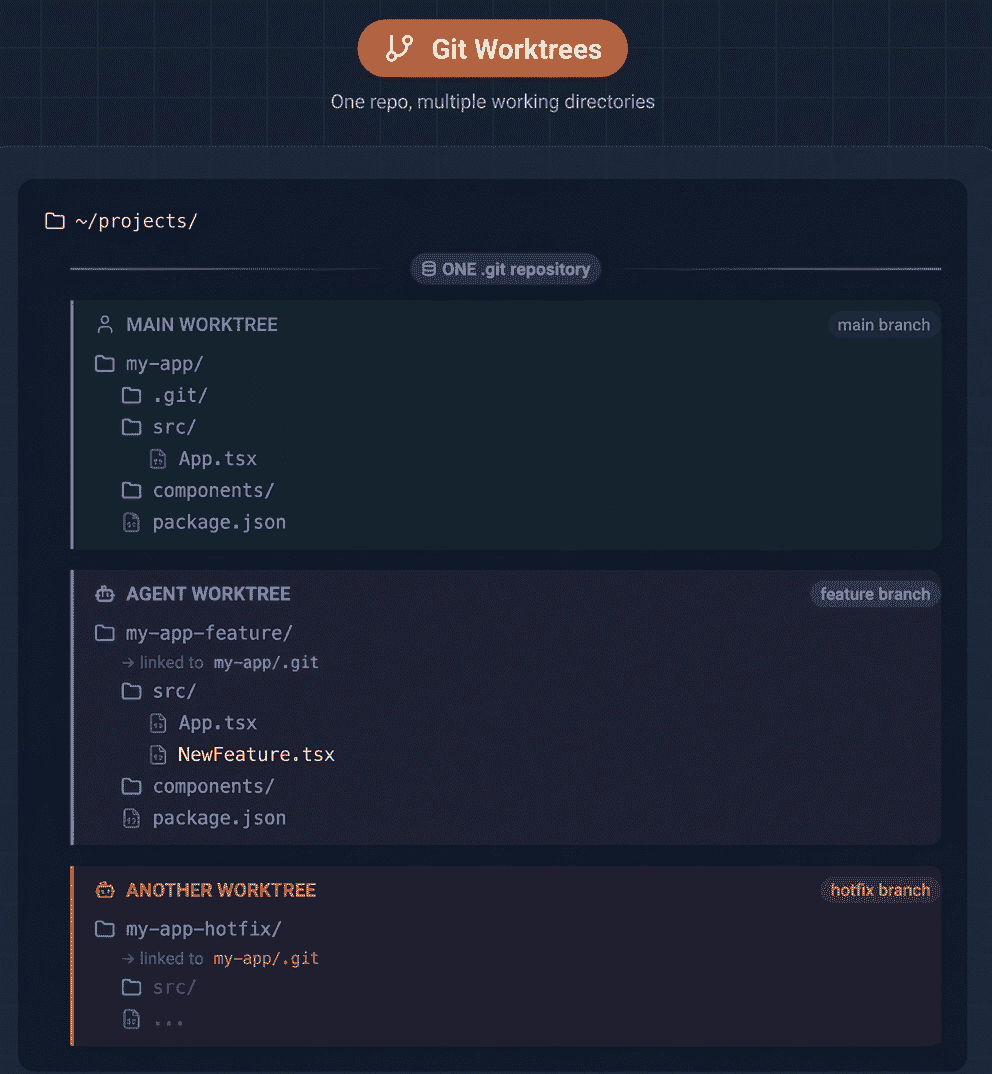 Git Worktrees
One repo, multiple working directories
~/projects/
ONE .git repository
MAIN WORKTREE
main branch
my-app/
.git/
src/
App.tsx
components/
package.json
AGENT WORKTREE
feature branch
my-app-feature/
→ linked to my-app/.git
src/
App.tsx
NewFeature.tsx
components/
package.json
ANOTHER WORKTREE
hotfix branch
my-app-hotfix/
→ linked to my-app/.git
src/
...